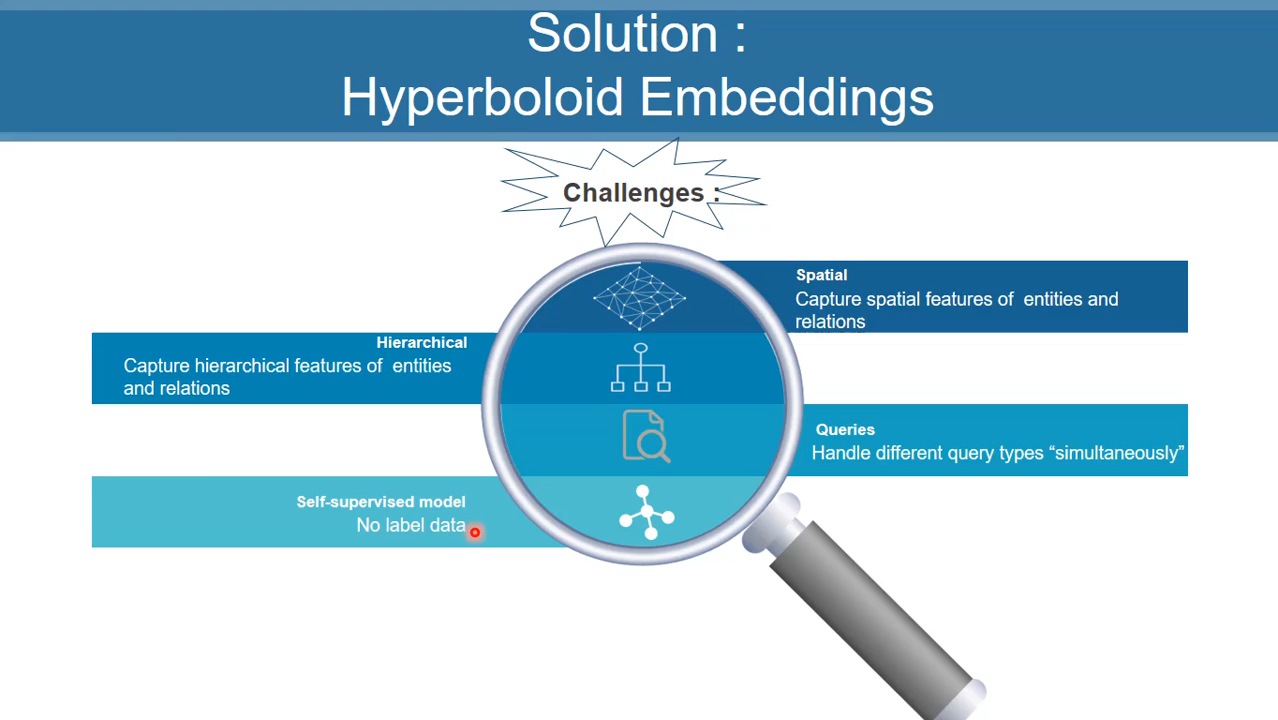 Solution :
Hyperboloid Embeddings
Challenges :
Spatial
Capture spatial features of entities and
relations
Hierarchical
Capture hierarchical features of entities
and relations
Queries
Handle different query types “simultaneously”
Self-supervised model
No label data